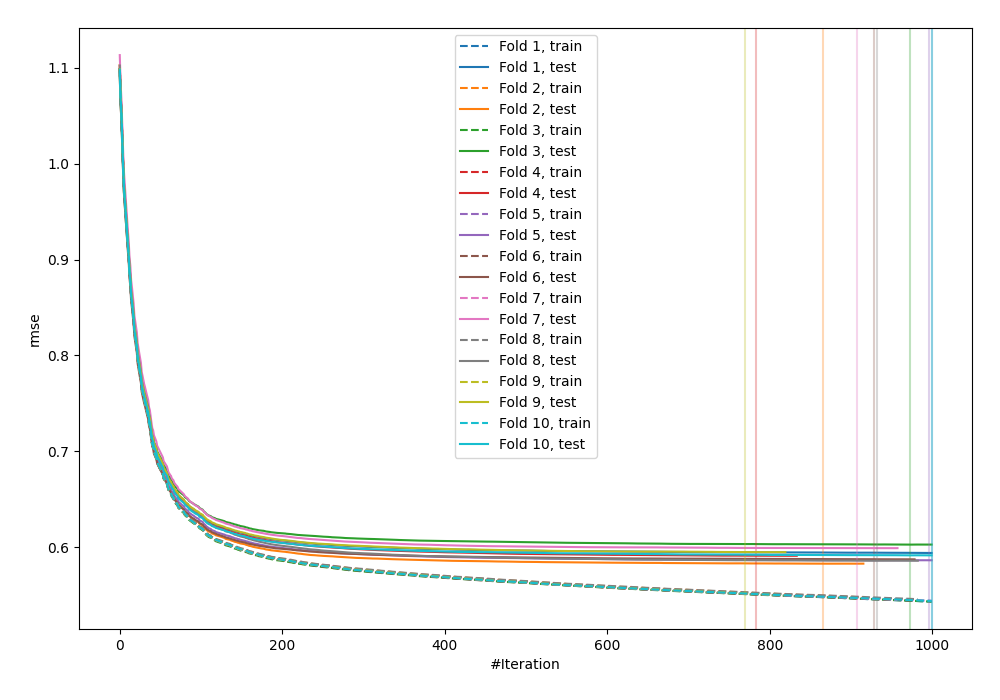 1.1
1.0
0.9
0.8
0.7
0.6
rmse
Fold 1, train
Fold 1, test
Fold 2, train
Fold 2, test
Fold 3, train
Fold 3, test
Fold 4, train
Fold 4, test
Fold 5, train
Fold 5, test
Fold 6, train
Fold 6, test
Fold 7, train
Fold 7, test
Fold 8, train
Fold 8, test
Fold 9, train
Fold 9, test
Fold 10, train
Fold 10, test
0 200 400 600 800 1000
#Iteration